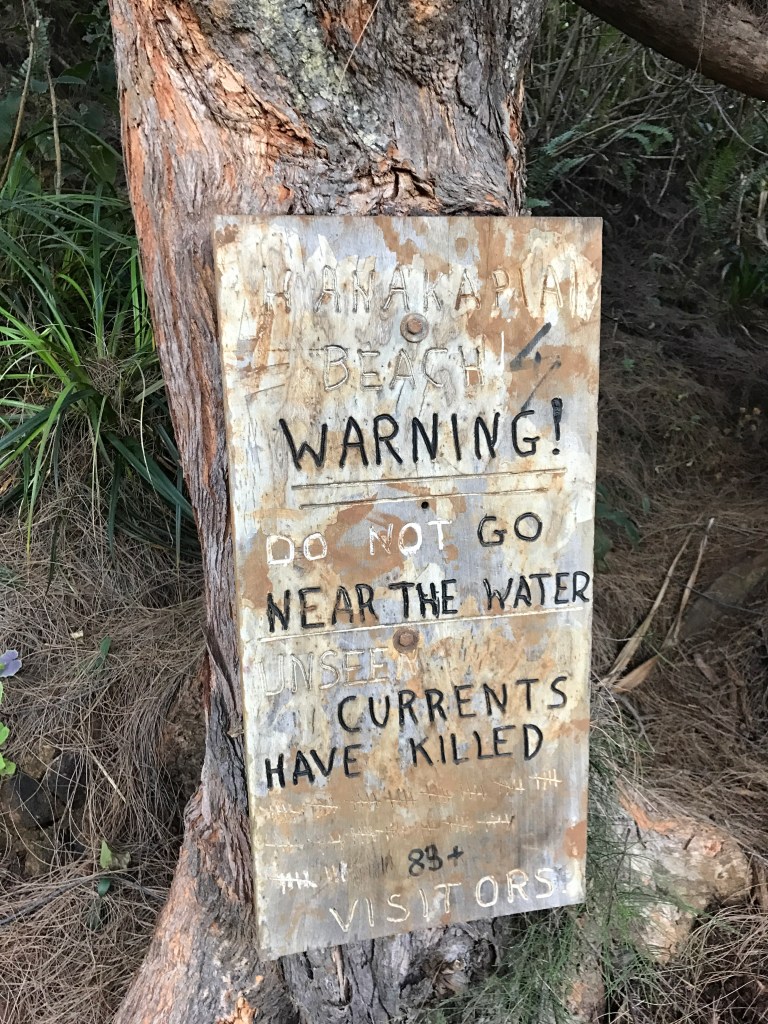 HANAKAPIAI
BEACH
WARNING!
DO NOT GO
NEAR THE WATER
UNSEEN
CURRENTS
HAVE KILLED
83+
VISITORS.